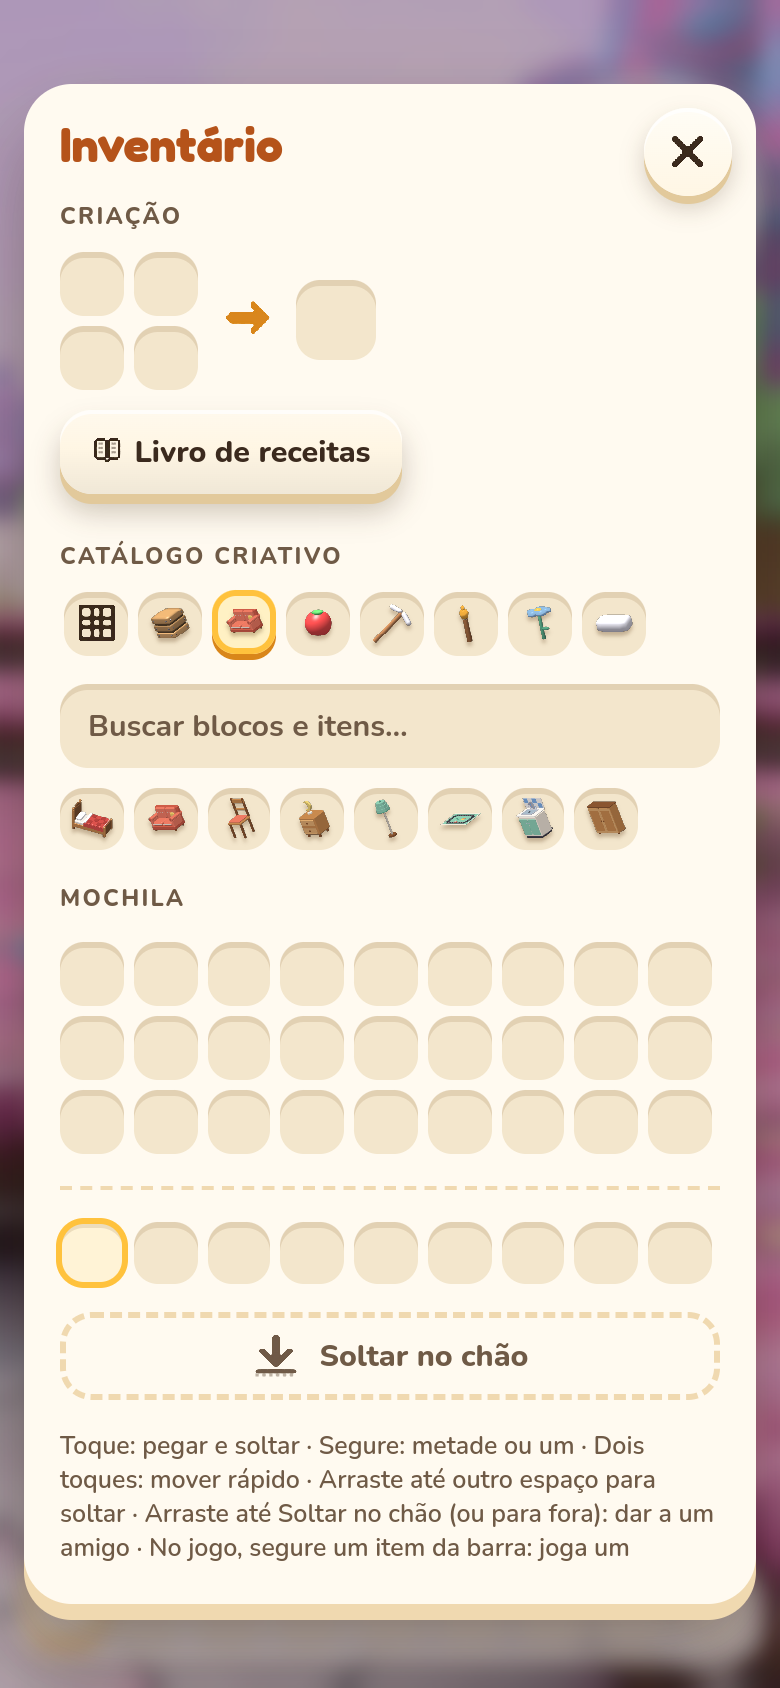 Inventário
CRIAÇÃO
Livro de receitas
CATÁLOGO CRIATIVO
Buscar blocos e itens...
MOCHILA
Soltar no chão
Toque: pegar e soltar · Segure: metade ou um · Dois
toques: mover rápido · Arraste até outro espaço para
soltar · Arraste até Soltar no chão (ou para fora): dar a um
amigo · No jogo, segure um item da barra: joga um